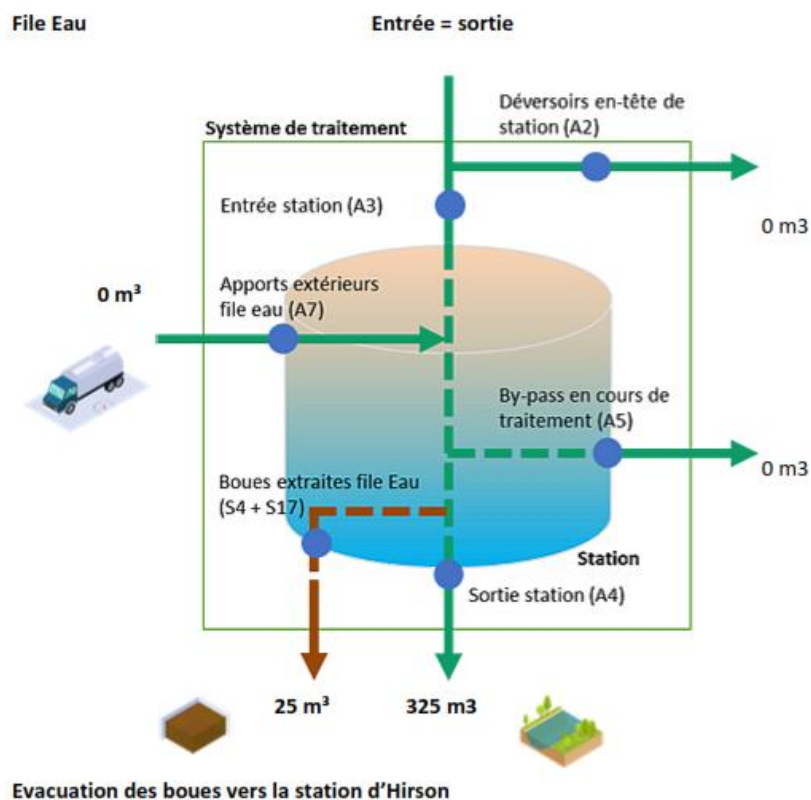 File Eau
Entrée = sortie
Déversoirs en-tête de
station (A2)
Système de traitement
Entrée station (A3)
0 m3
0 m³
Apports extérieurs
file eau (A7)
By-pass en cours de
traitement (A5)
0 m3
Boues extraites file Eau
(S4 + S17)
Station
Sortie station (A4)
25 m³
325 m3
Evacuation des boues vers la station d'Hirson